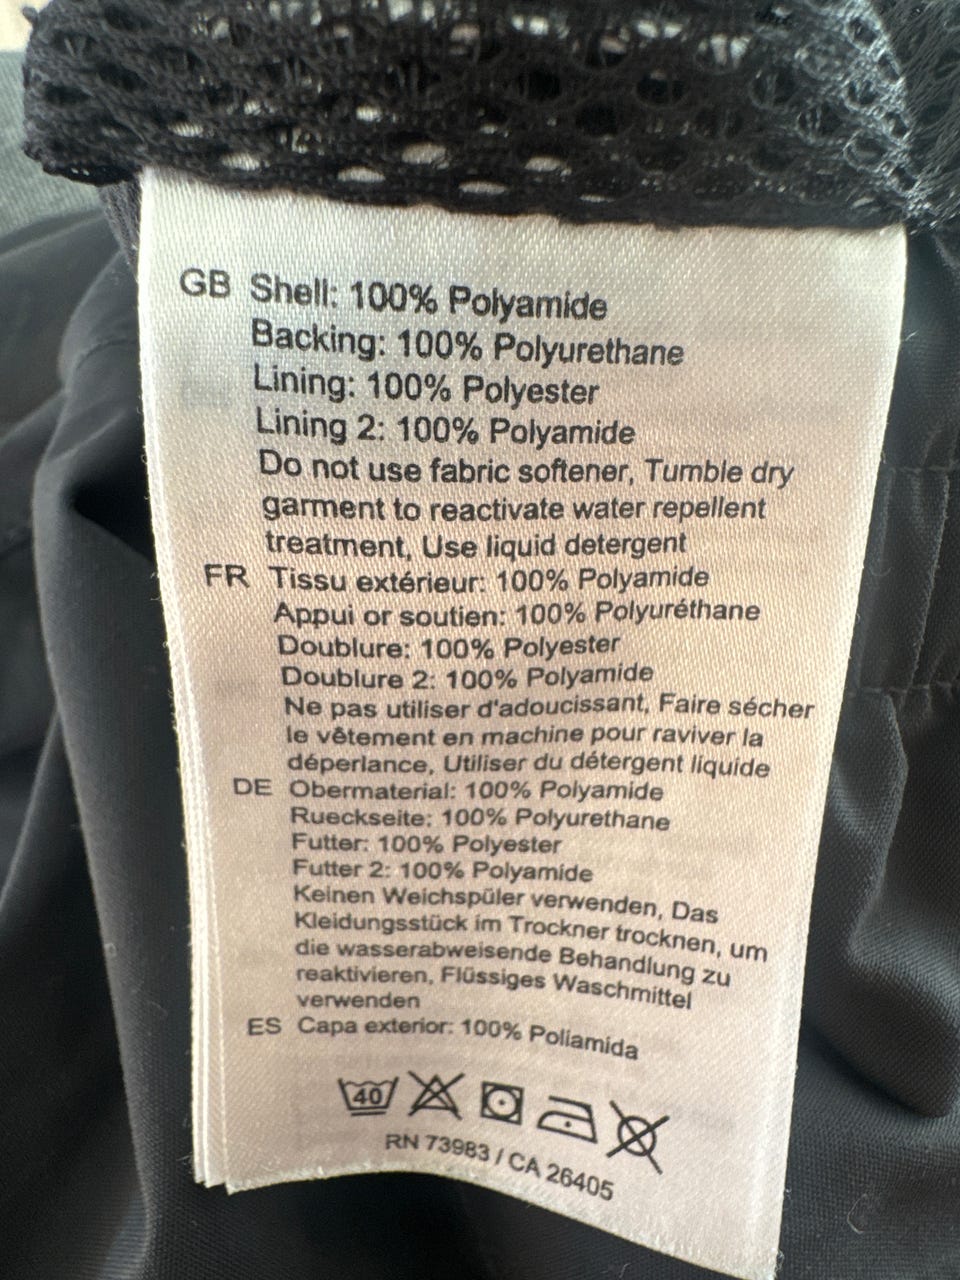 GB Shell: 100% Polyamide
Backing: 100% Polyurethane
Lining: 100% Polyester
Lining 2: 100% Polyamide
Do not use fabric softener, Tumble dry
garment to reactivate water repellent
treatment, Use liquid detergent
FR Tissu extérieur: 100% Polyamide
Appui or soutien: 100% Polyuréthane
Doublure: 100% Polyester
Doublure 2: 100% Polyamide
Ne pas utiliser d'adoucissant, Faire sécher
le vêtement en machine pour raviver la
déperlance, Utiliser du détergent liquide
DE Obermaterial: 100% Polyamide
Rueckseite: 100% Polyurethane
Futter: 100% Polyester
Futter 2: 100% Polyamide
Keinen Weichspüler verwenden, Das
Kleidungsstück im Trockner trocknen, um
die wasserabweisende Behandlung zu
reaktivieren, Flüssiges Waschmittel
verwenden
ES Capa exterior: 100% Poliamida
40
RN 73983 / CA 26405